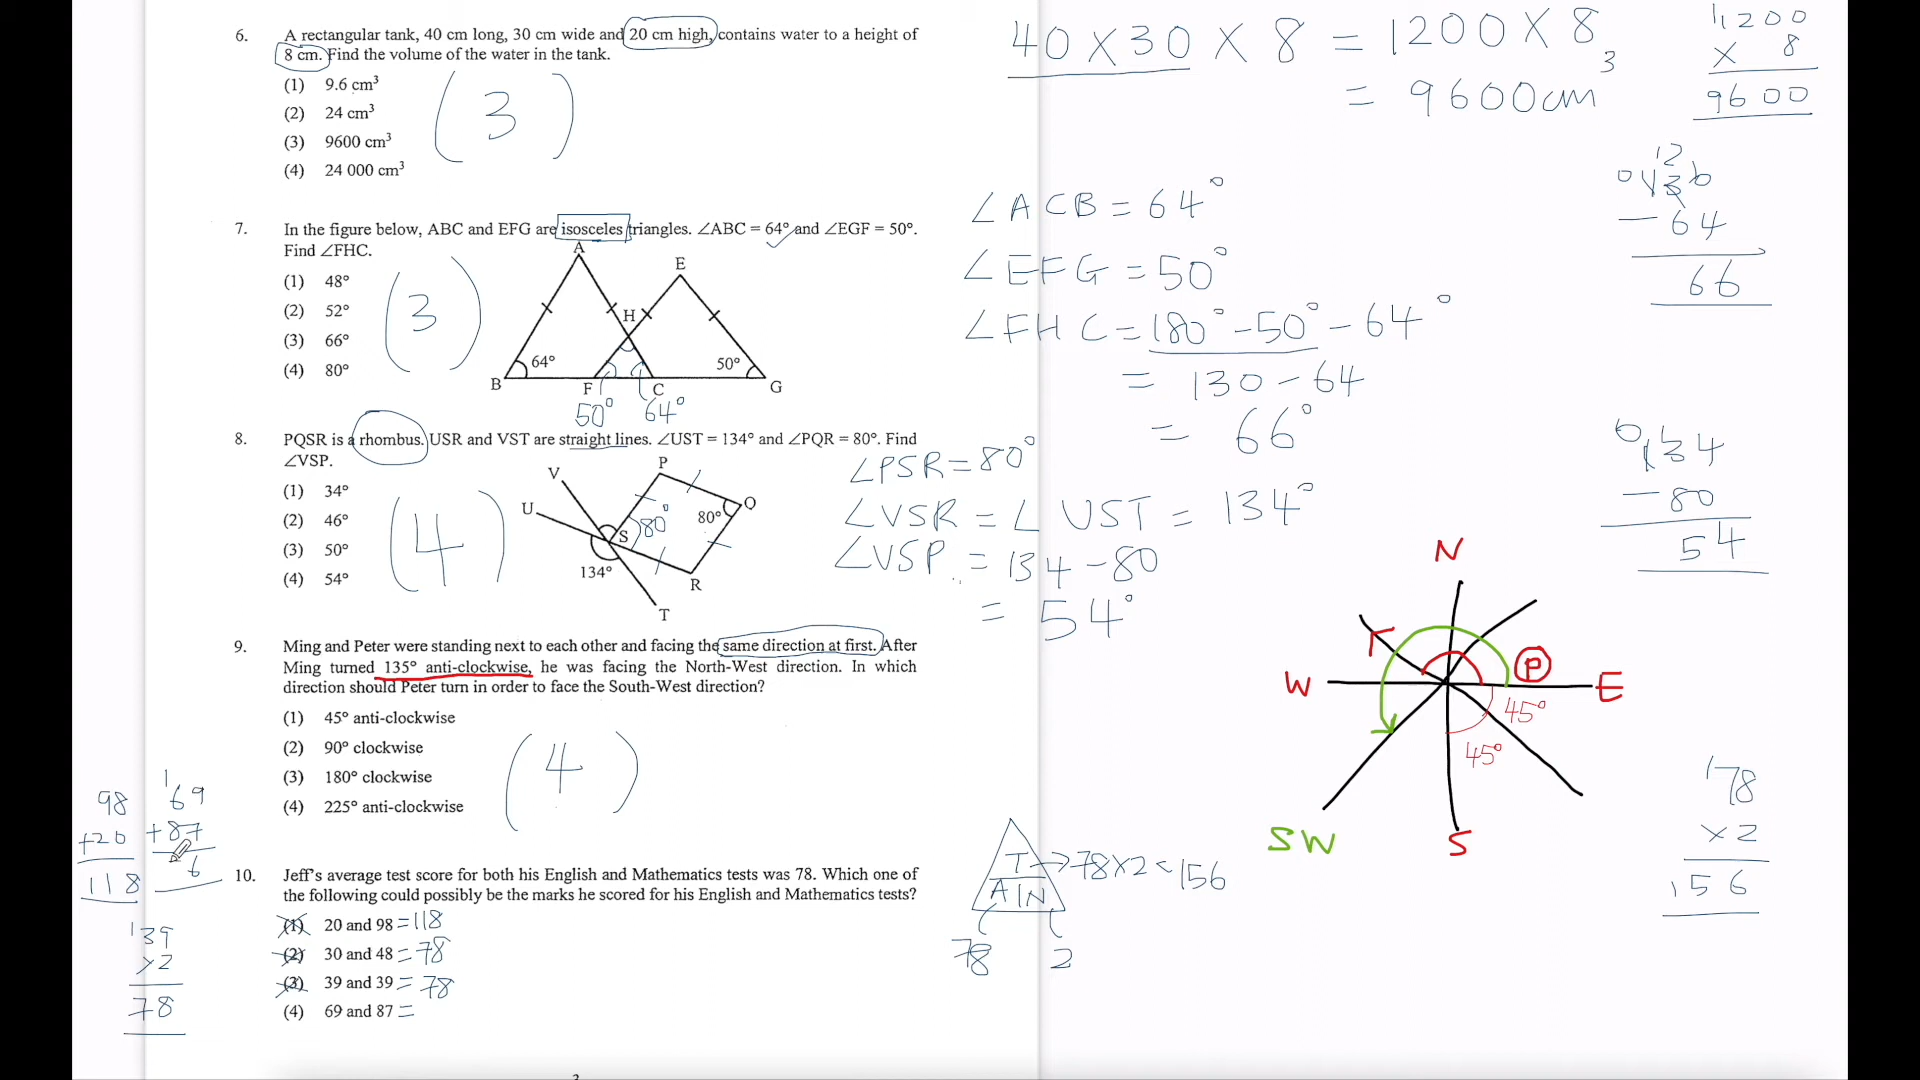 6. A rectangular tank, 40 cm long, 30 cm wide and 20 cm high, contains water to a height of
8 cm. Find the volume of the water in the tank.
(1) 9.6 cm³
(2) 24 cm³
(3) 9600 cm³
(4) 24 000 cm³
(3)
40 X 30 X 8 = 1200 X 8
= 9600cm³
1200
X 8
9600
7. In the figure below, ABC and EFG are isosceles triangles. ∠ABC = 64° and ∠EGF = 50°.
Find ∠FHC.
(1) 48°
(2) 52°
(3) 66°
(4) 80°
(3)
A
E
H
64°
50°
B
F
C
G
50°
64°
∠ACB = 64°
∠EFG = 50°
∠FHC = 180° - 50° - 64°
= 130 - 64
= 66°
12
130
- 64
66
8. PQSR is a rhombus. USR and VST are straight lines. ∠UST = 134° and ∠PQR = 80°. Find
∠VSP.
(1) 34°
(2) 46°
(3) 50°
(4) 54°
(4)
V
P
U
Q
S
80°
80°
134°
R
T
∠PSR = 80°
∠VSR = ∠UST = 134°
∠VSP = 134 - 80
= 54°
134
- 80
54
9. Ming and Peter were standing next to each other and facing the same direction at first. After
Ming turned 135° anti-clockwise, he was facing the North-West direction. In which
direction should Peter turn in order to face the South-West direction?
(1) 45° anti-clockwise
(2) 90° clockwise
(3) 180° clockwise
(4) 225° anti-clockwise
(4)
N
P
W
E
45°
45°
SW
S
10. Jeff's average test score for both his English and Mathematics tests was 78. Which one of
the following could possibly be the marks he scored for his English and Mathematics tests?
(1) 20 and 98 = 118
(2) 30 and 48 = 78
(3) 39 and 39 = 78
(4) 69 and 87 =
98
+20
118
1
69
+87
6
1
39
x2
78
T → 78X2 = 156
A | N
78
2
1
78
x2
156